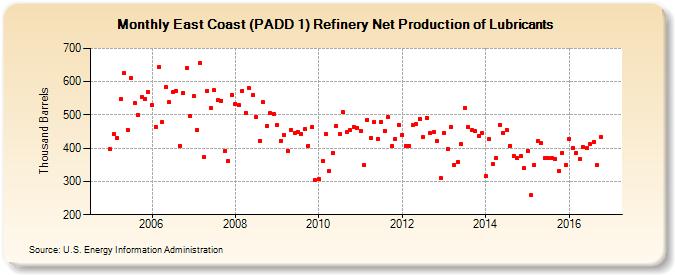 Monthly East Coast (PADD 1) Refinery Net Production of Lubricants
Thousand Barrels
700
600
500
400
300
200
2006 2008 2010 2012 2014 2016
Source: U.S. Energy Information Administration